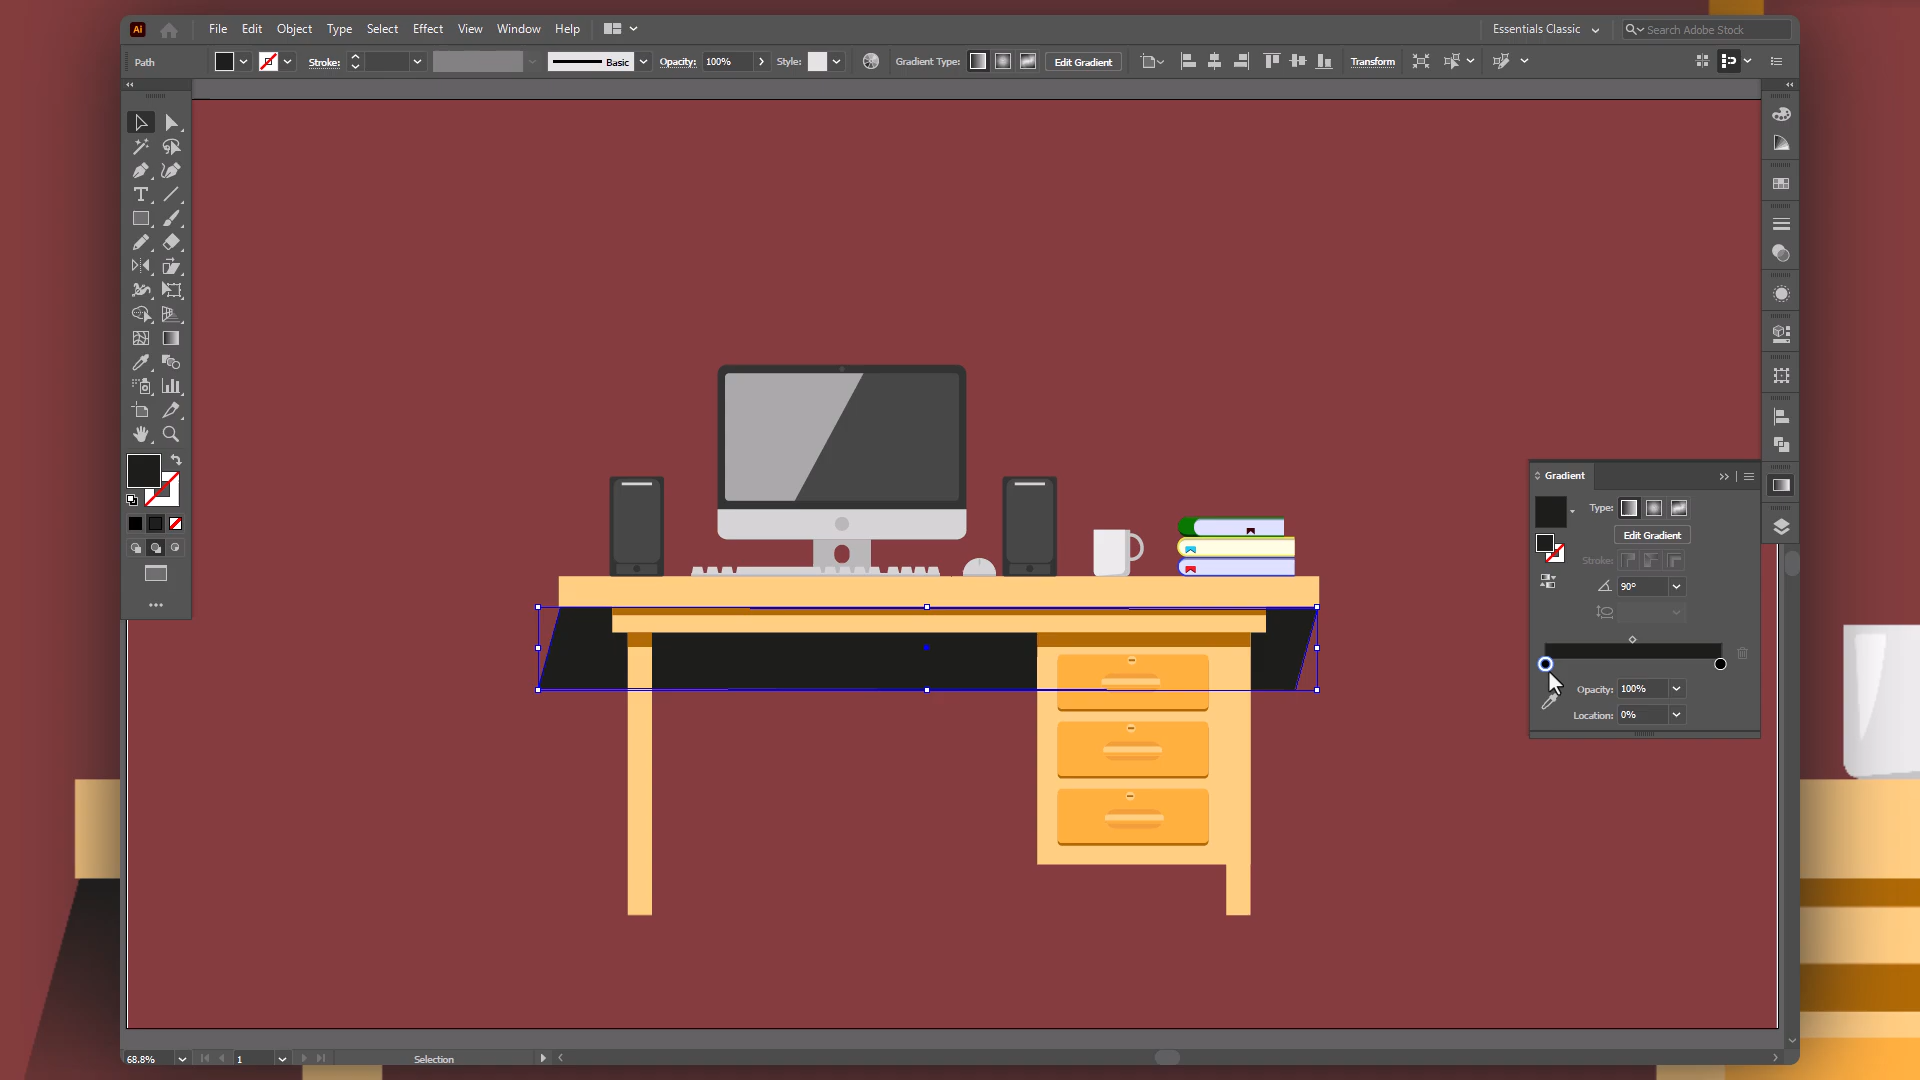 Ai File Edit Object Type Select Effect View Window Help Essentials Classic Search Adobe Stock
Path Stroke: Basic Opacity: 100% Style: Gradient Type: Edit Gradient Transform
Gradient
Type:
Edit Gradient
Stroke:
90°
Opacity: 100%
Location: 0%
68.8% 1 Selection